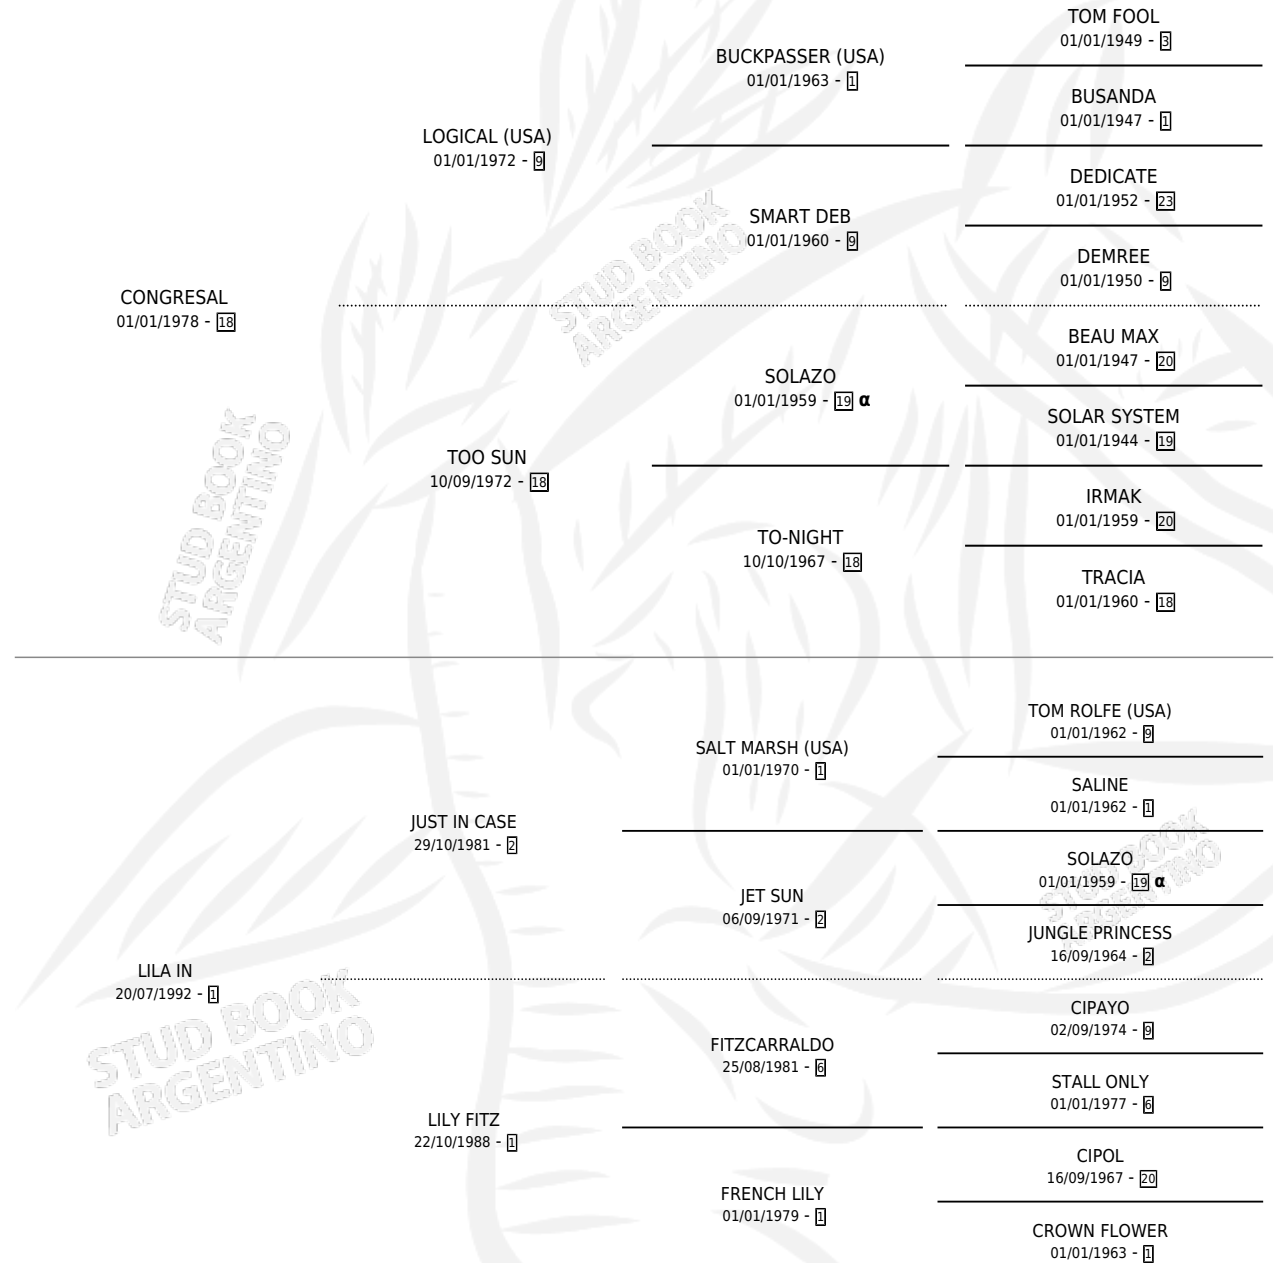 TOM FOOL
01/01/1949 - 3
BUCKPASSER (USA)
01/01/1963 - 1
BUSANDA
01/01/1947 - 1
LOGICAL (USA)
01/01/1972 - 9
DEDICATE
01/01/1952 - 23
SMART DEB
01/01/1960 - 9
DEMREE
01/01/1950 - 9
CONGRESAL
01/01/1978 - 18
BEAU MAX
01/01/1947 - 20
SOLAZO
01/01/1959 - 19 α
SOLAR SYSTEM
01/01/1944 - 19
TOO SUN
10/09/1972 - 18
IRMAK
01/01/1959 - 20
TO-NIGHT
10/10/1967 - 18
TRACIA
01/01/1960 - 18
TOM ROLFE (USA)
01/01/1962 - 9
SALT MARSH (USA)
01/01/1970 - 1
SALINE
01/01/1962 - 1
JUST IN CASE
29/10/1981 - 2
SOLAZO
01/01/1959 - 19 α
JET SUN
06/09/1971 - 2
JUNGLE PRINCESS
16/09/1964 - 2
LILA IN
20/07/1992 - 1
CIPAYO
02/09/1974 - 9
FITZCARRALDO
25/08/1981 - 6
STALL ONLY
01/01/1977 - 6
LILY FITZ
22/10/1988 - 1
CIPOL
16/09/1967 - 20
FRENCH LILY
01/01/1979 - 1
CROWN FLOWER
01/01/1963 - 1
STUD BOOK
ARGENTINO
STUD BOOK
ARGENTINO
STUD BOOK
ARGENTINO
STUD BOOK
ARGENTINO